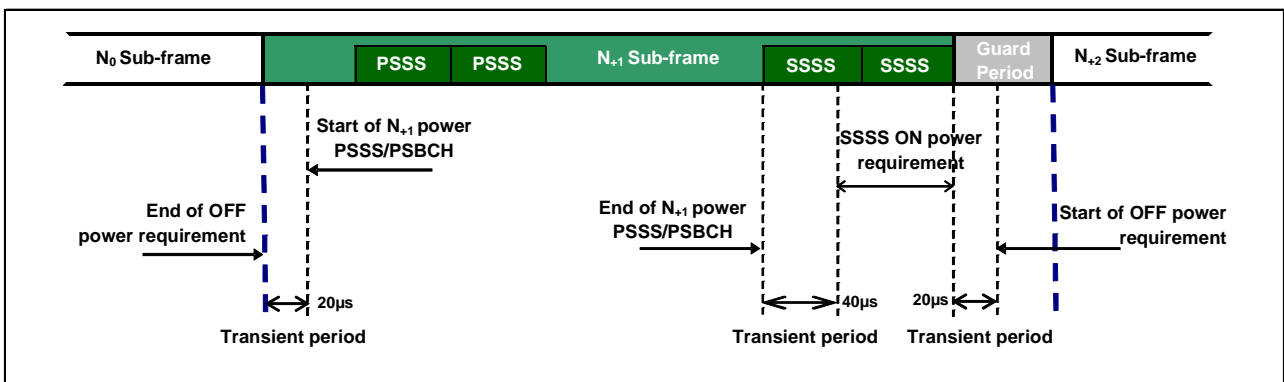 N₀ Sub-frame
PSSS
PSSS
N₊₁ Sub-frame
SSSS
SSSS
Guard
Period
N₊₂ Sub-frame
Start of N₊₁ power
PSSS/PSBCH
SSSS ON power
requirement
End of OFF
power requirement
End of N₊₁ power
PSSS/PSBCH
Start of OFF power
requirement
20µs
40µs
20µs
Transient period
Transient period
Transient period